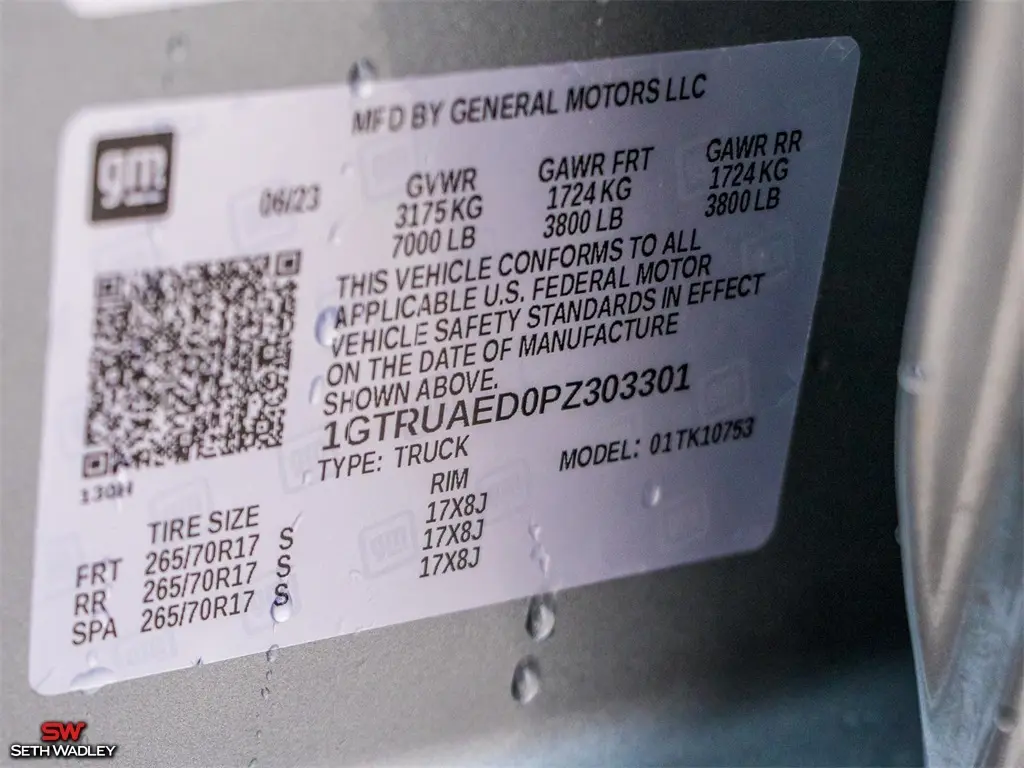 MFD BY GENERAL MOTORS LLC
gm
06/23
GVWR GAWR FRT GAWR RR
3175 KG 1724 KG 1724 KG
7000 LB 3800 LB 3800 LB
THIS VEHICLE CONFORMS TO ALL
APPLICABLE U.S. FEDERAL MOTOR
VEHICLE SAFETY STANDARDS IN EFFECT
ON THE DATE OF MANUFACTURE
SHOWN ABOVE.
1GTRUAED0PZ303301
TYPE: TRUCK MODEL: 01TK10753
130H
TIRE SIZE RIM
FRT 265/70R17 S 17X8J
RR 265/70R17 S 17X8J
SPA 265/70R17 S 17X8J
SW
SETH WADLEY